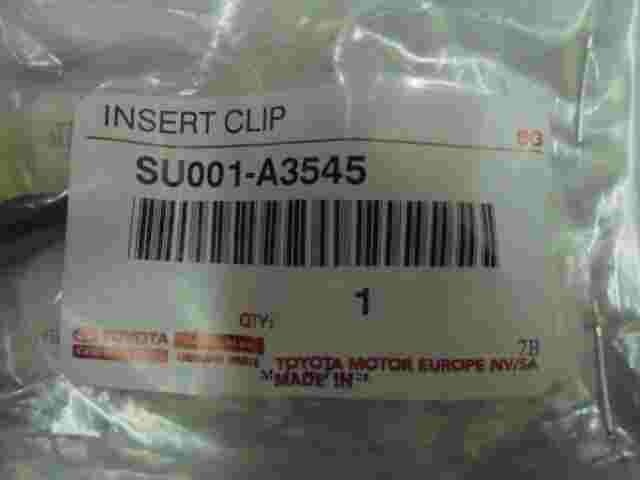 INSERT CLIP
SU001-A3545
QTY: 1
TOYOTA
7B
TOYOTA MOTOR EUROPE NV/SA
MADE IN